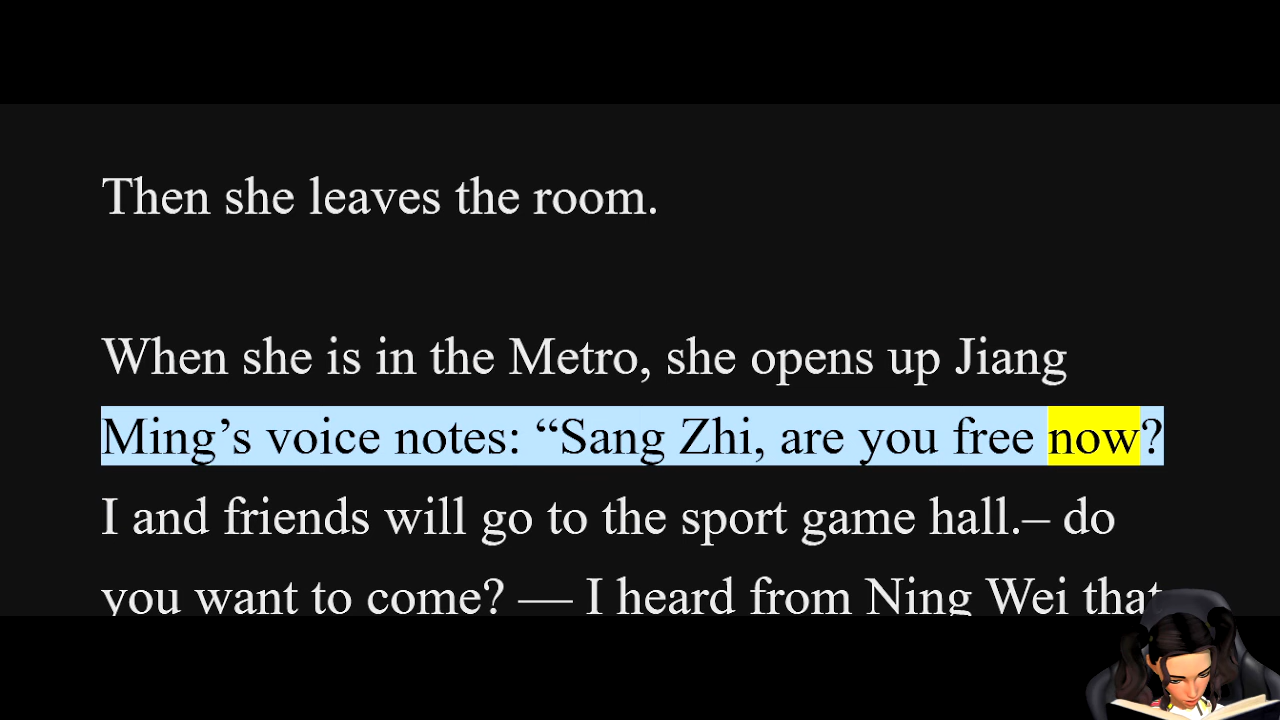 Then she leaves the room.
When she is in the Metro, she opens up Jiang
Ming’s voice notes: “Sang Zhi, are you free now?
I and friends will go to the sport game hall.– do
you want to come? — I heard from Ning Wei that